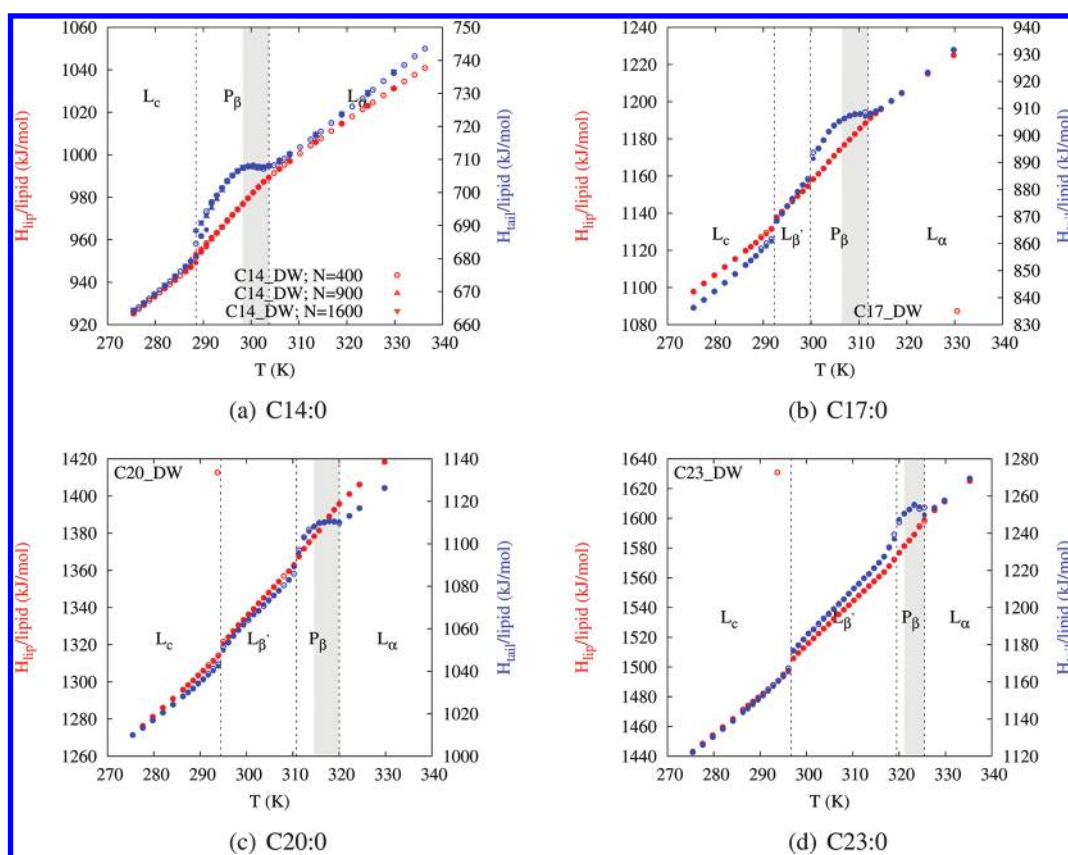 1060
1040
1020
1000
980
960
940
920
750
740
730
720
710
700
690
680
670
660
H_lip/lipid (kJ/mol)
H_tail/lipid (kJ/mol)
L_c P_β L_α
C14_DW; N=400
C14_DW; N=900
C14_DW; N=1600
270 280 290 300 310 320 330 340
T (K)
(a) C14:0
1240
1220
1200
1180
1160
1140
1120
1100
1080
940
930
920
910
900
890
880
870
860
850
840
830
H_lip/lipid (kJ/mol)
/lipid (kJ/mol)
L_c L_β' P_β L_α
C17_DW
270 280 290 300 310 320 330 340
T (K)
(b) C17:0
1420
1400
1380
1360
1340
1320
1300
1280
1260
1140
1120
1100
1080
1060
1040
1020
1000
H_lip/lipid (kJ/mol)
H_tail/lipid (kJ/mol)
C20_DW
L_c L_β' P_β L_α
270 280 290 300 310 320 330 340
T (K)
(c) C20:0
1640
1620
1600
1580
1560
1540
1520
1500
1480
1460
1440
1280
1260
1240
1220
1200
1180
1160
1140
1120
H_lip/lipid (kJ/mol)
/lipid (kJ/mol)
C23_DW
L_c L_β' P_β L_α
270 280 290 300 310 320 330 340
T (K)
(d) C23:0